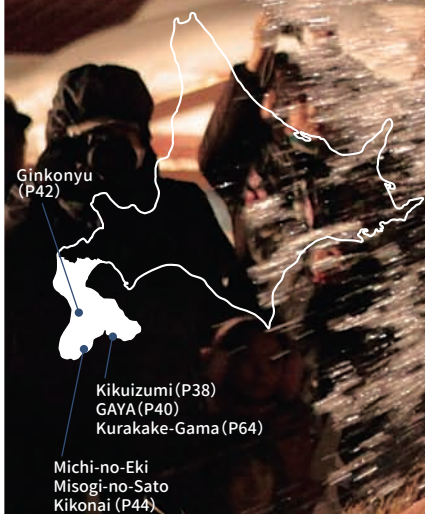 Ginkonyu
(P42)
Kikuizumi(P38)
GAYA(P40)
Kurakake-Gama(P64)
Michi-no-Eki
Misogi-no-Sato
Kikonai (P44)